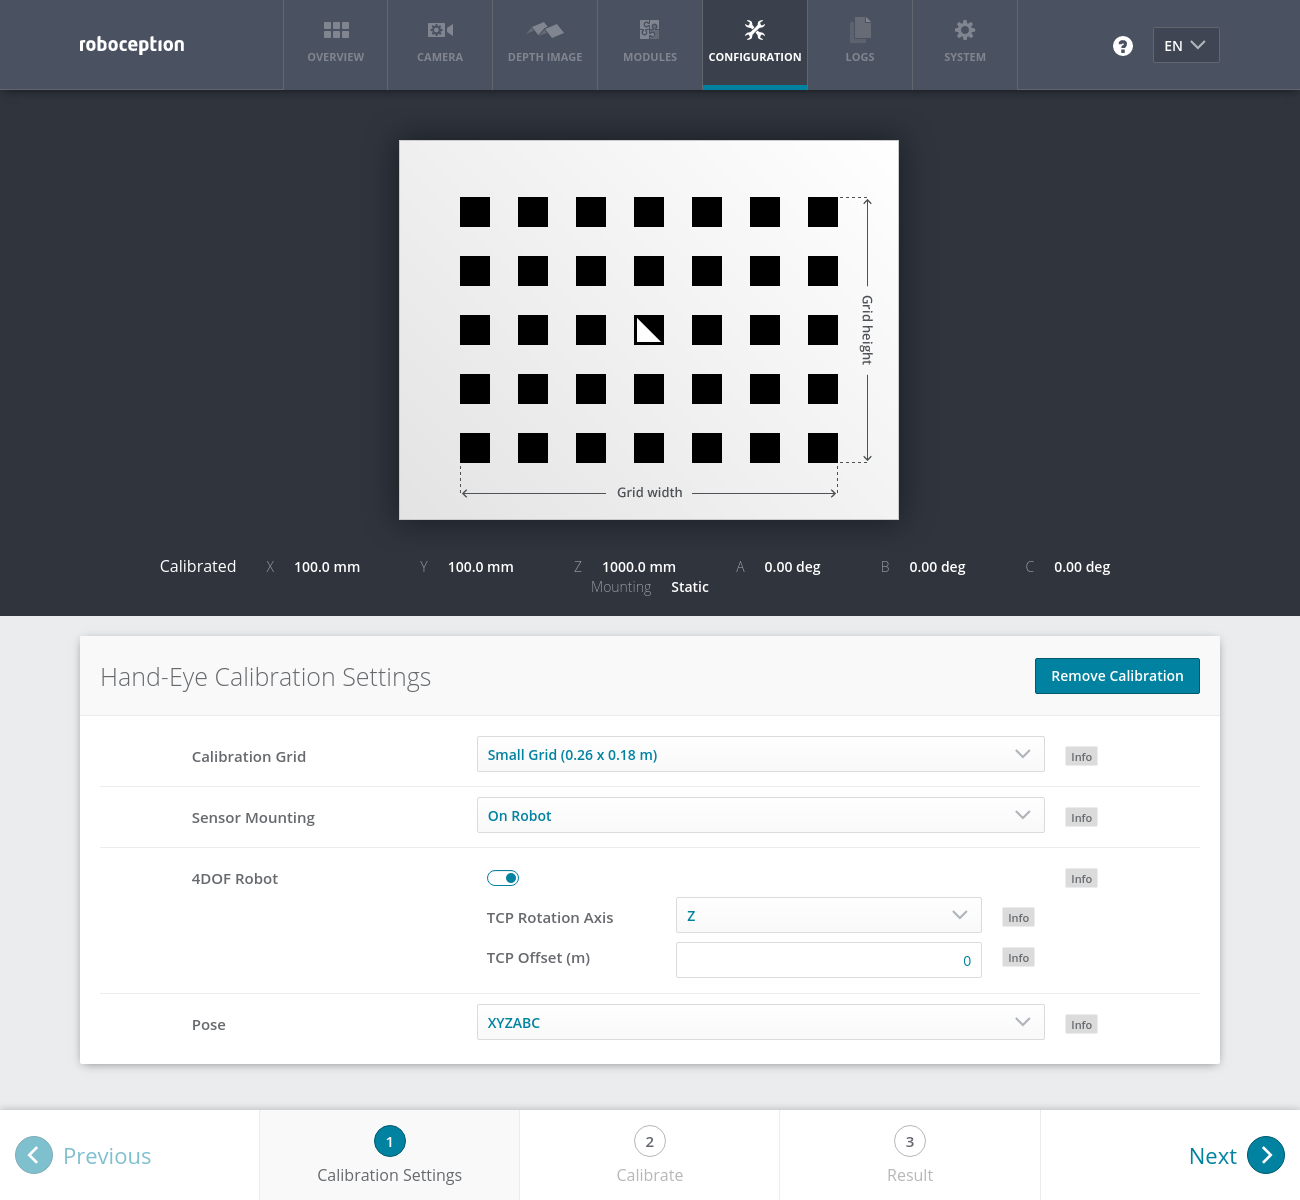 roboception
OVERVIEW
CAMERA
DEPTH IMAGE
MODULES
CONFIGURATION
LOGS
SYSTEM
?
EN
Grid height
Grid width
Calibrated X 100.0 mm Y 100.0 mm Z 1000.0 mm A 0.00 deg B 0.00 deg C 0.00 deg
Mounting Static
Hand-Eye Calibration Settings
Remove Calibration
Calibration Grid Small Grid (0.26 x 0.18 m) Info
Sensor Mounting On Robot Info
4DOF Robot Info
TCP Rotation Axis Z Info
TCP Offset (m) 0 Info
Pose XYZABC Info
Previous
1
Calibration Settings
2
Calibrate
3
Result
Next